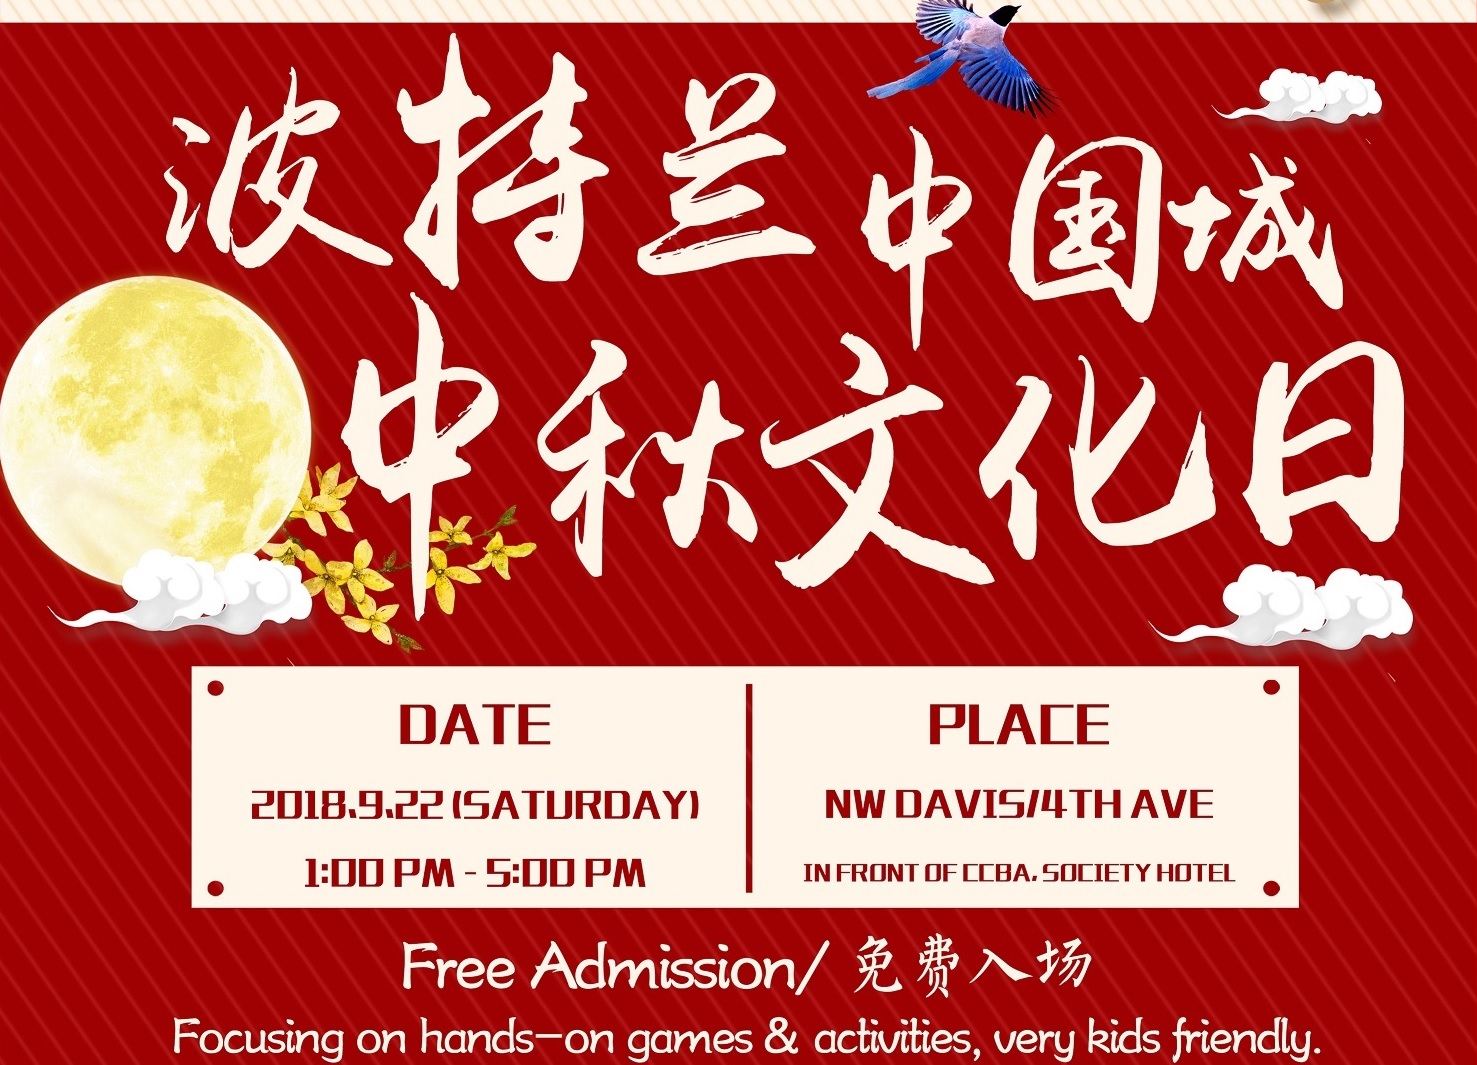 波特兰中国城
中秋文化日
DATE
2018.9.22 (SATURDAY)
1:00 PM - 5:00 PM
PLACE
NW DAVIS/4TH AVE
IN FRONT OF CCBA, SOCIETY HOTEL
Free Admission/ 免费入场
Focusing on hands-on games & activities, very kids friendly.